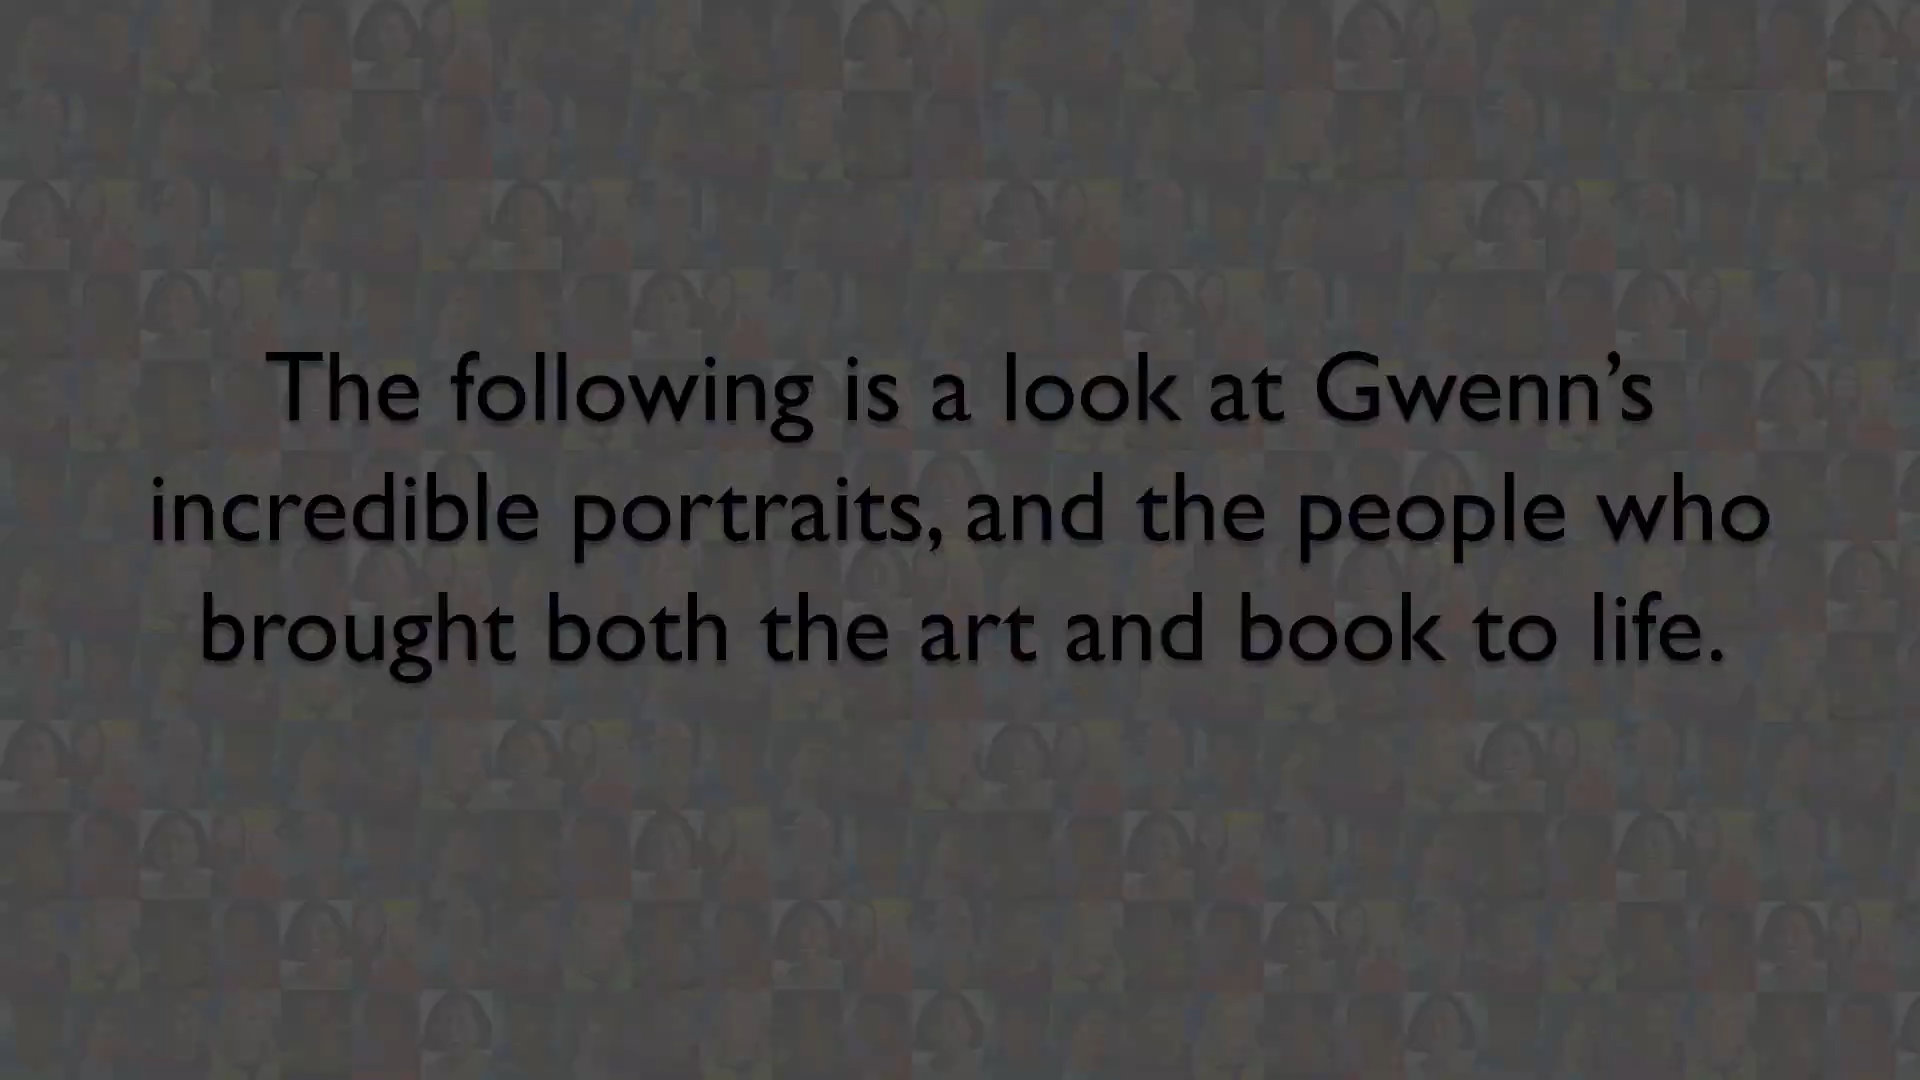 The following is a look at Gwenn’s
incredible portraits, and the people who
brought both the art and book to life.